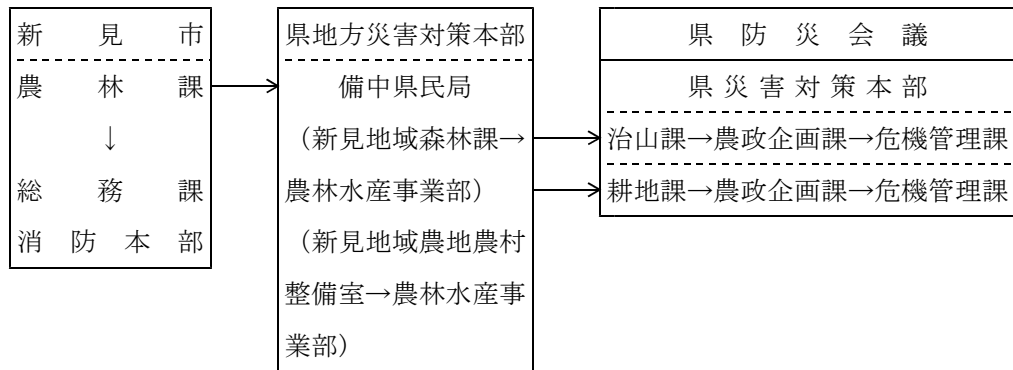 新見市
農林課
↓
総務課
消防本部
県地方災害対策本部
備中県民局
（新見地域森林課→
農林水産事業部）
（新見地域農地農村
整備室→農林水産事
業部）
県防災会議
県災害対策本部
治山課→農政企画課→危機管理課
耕地課→農政企画課→危機管理課